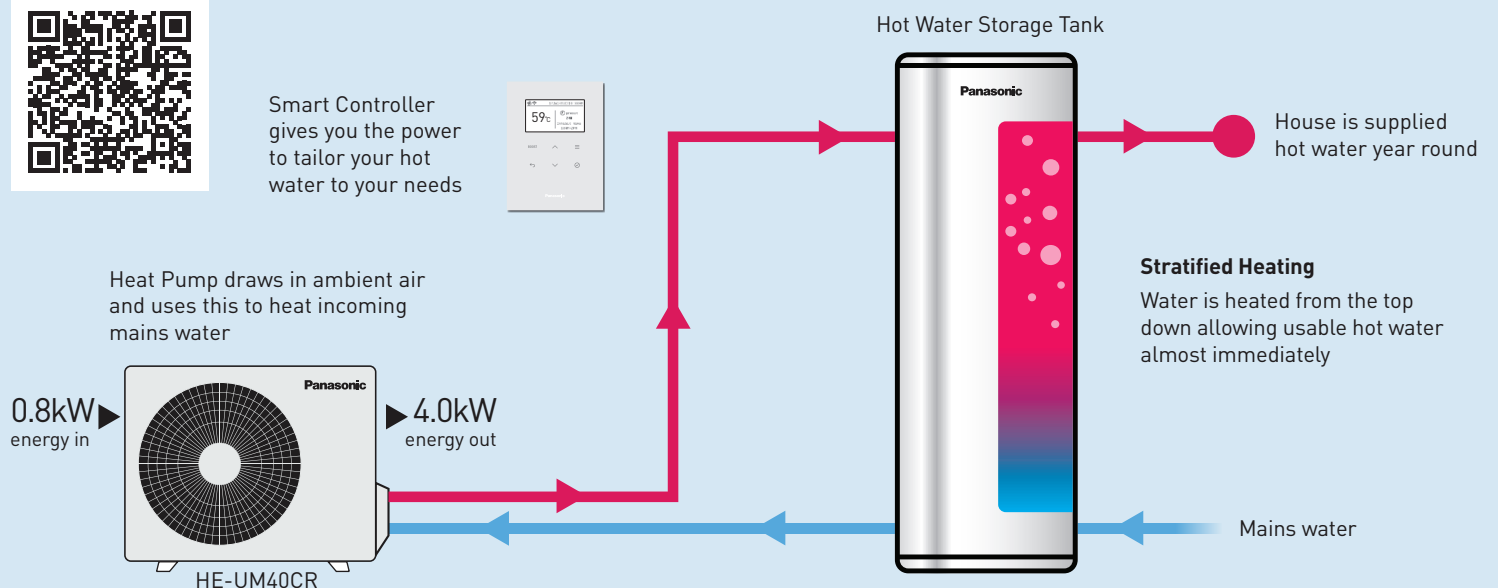 Hot Water Storage Tank
Panasonic
Smart Controller
gives you the power
to tailor your hot
water to your needs
59°c
House is supplied
hot water year round
Stratified Heating
Water is heated from the top
down allowing usable hot water
almost immediately
Heat Pump draws in ambient air
and uses this to heat incoming
mains water
Panasonic
0.8kW
energy in
4.0kW
energy out
HE-UM40CR
Mains water